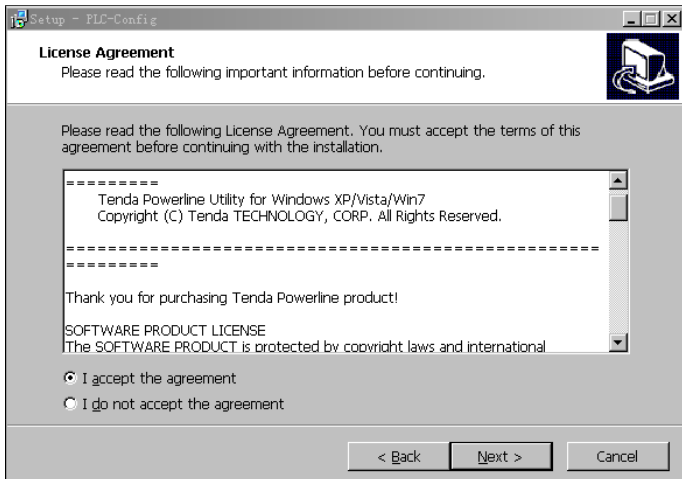 Setup - PLC-Config
License Agreement
Please read the following important information before continuing.
Please read the following License Agreement. You must accept the terms of this
agreement before continuing with the installation.
=========
Tenda Powerline Utility for Windows XP/Vista/Win7
Copyright (C) Tenda TECHNOLOGY, CORP. All Rights Reserved.
======================================================
=========
Thank you for purchasing Tenda Powerline product!
SOFTWARE PRODUCT LICENSE
The SOFTWARE PRODUCT is protected by copyright laws and international
I accept the agreement
I do not accept the agreement
< Back Next > Cancel